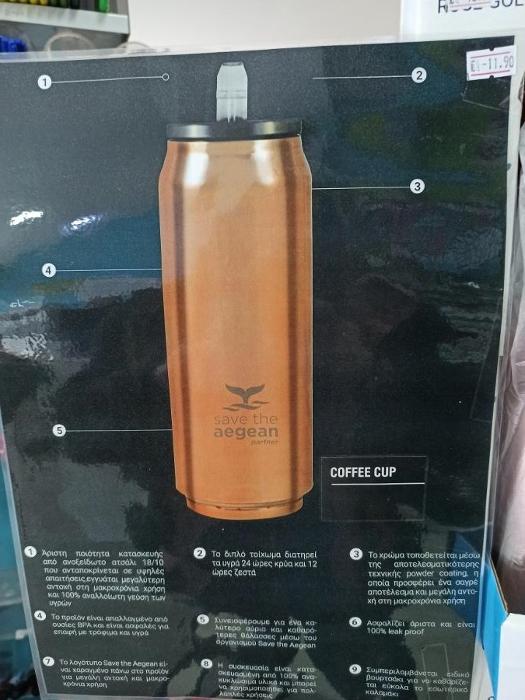 € -11.90
1
2
3
4
5
save the
aegean
partner
COFFEE CUP
1 Άριστη ποιότητα κατασκευής
από ανοξείδωτο ατσάλι 18/10
που ανταποκρίνεται σε υψηλές
απαιτήσεις,εγγυάται μεγαλύτερη
αντοχή στη μακροχρόνια χρήση
και 100% αναλλοίωτη γεύση των
υγρών
2 Το διπλό τοίχωμα διατηρεί
τα υγρά 24 ώρες κρύα και 12
ώρες ζεστά
3 Το χρώμα τοποθετείται μέσω
της αποτελεσματικότερης
τεχνικής powder coating, η
οποία προσφέρει ένα σαγρέ
αποτέλεσμα και μεγάλη αντο-
χή στη μακροχρόνια χρήση
4 Το προϊόν είναι απαλλαγμένο από
ουσίες BPA και είναι ασφαλές για
επαφή με τρόφιμα και υγρά
5 Συνεισφέρουμε για ένα κα-
λύτερο αύριο και καθαρό-
τερες θάλασσες μέσω του
οργανισμού Save the Aegean
6 Ασφαλίζει άριστα και είναι
100% leak proof
7 Το λογότυπο Save the Aegean εί-
ναι χαραγμένο πάνω στο προϊόν
για μεγάλη αντοχή και μακρο-
χρόνια χρήση
8 Η συσκευασία είναι κατα-
σκευασμένη από 100% ανα-
κυκλώσιμα υλικά και μπορεί
να χρησιμοποιηθεί για πολ-
λαπλές χρήσεις
9 Συμπεριλαμβάνεται ειδικό
βουρτσάκι για να καθαρίζε-
ται εύκολα το εσωτερικό
καλαμάκι